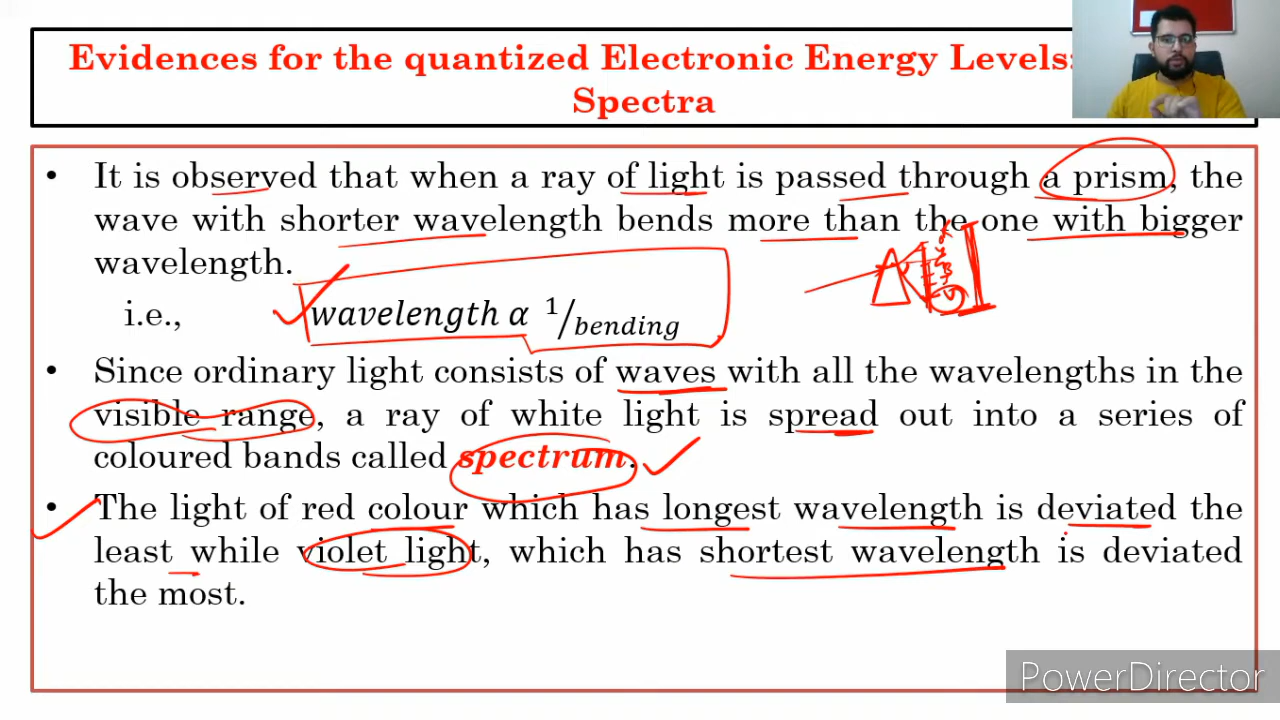 Evidences for the quantized Electronic Energy Levels:
Spectra
• It is observed that when a ray of light is passed through a prism, the
wave with shorter wavelength bends more than the one with bigger
wavelength.
i.e., wavelength α 1/bending
• Since ordinary light consists of waves with all the wavelengths in the
visible range, a ray of white light is spread out into a series of
coloured bands called spectrum.
• The light of red colour which has longest wavelength is deviated the
least while violet light, which has shortest wavelength is deviated
the most.
PowerDirector